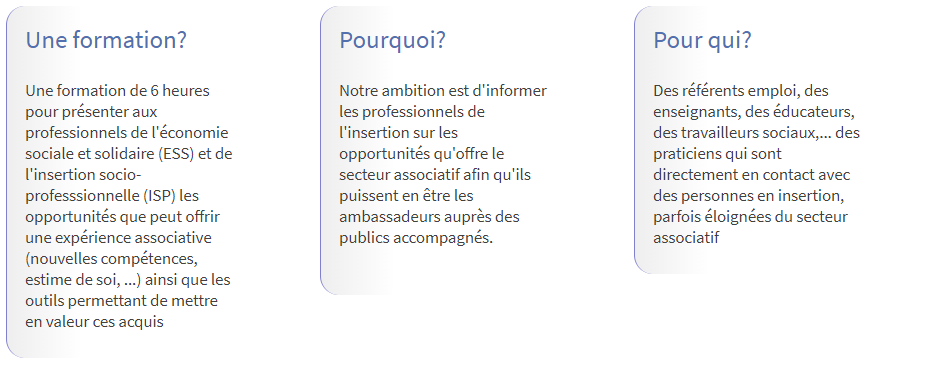 Une formation?
Une formation de 6 heures
pour présenter aux
professionnels de l'économie
sociale et solidaire (ESS) et de
l'insertion socio-
professsionnelle (ISP) les
opportunités que peut offrir
une expérience associative
(nouvelles compétences,
estime de soi, ...) ainsi que les
outils permettant de mettre
en valeur ces acquis
Pourquoi?
Notre ambition est d'informer
les professionnels de
l'insertion sur les
opportunités qu'offre le
secteur associatif afin qu'ils
puissent en être les
ambassadeurs auprès des
publics accompagnés.
Pour qui?
Des référents emploi, des
enseignants, des éducateurs,
des travailleurs sociaux,... des
praticiens qui sont
directement en contact avec
des personnes en insertion,
parfois éloignées du secteur
associatif